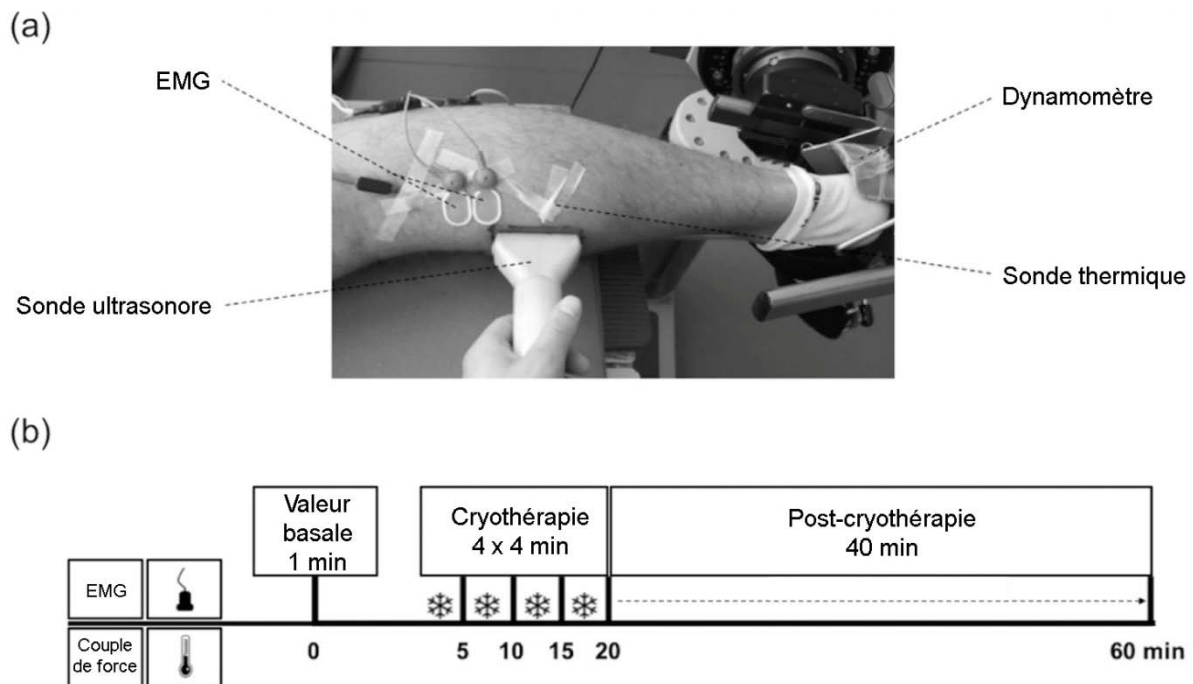 (a)
EMG
Dynamomètre
Sonde ultrasonore
Sonde thermique
(b)
Valeur
basale
1 min
Cryothérapie
4 x 4 min
Post-cryothérapie
40 min
EMG
Couple
de force
0
5
10
15
20
60 min